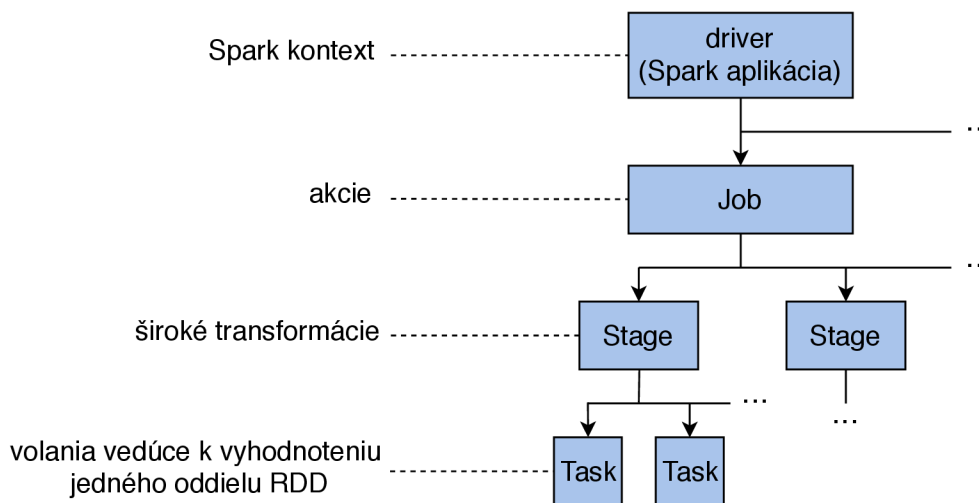 Spark kontext
driver
(Spark aplikácia)
...
akcie
Job
...
široké transformácie
Stage
Stage
...
...
volania vedúce k vyhodnoteniu
jedného oddielu RDD
Task
Task